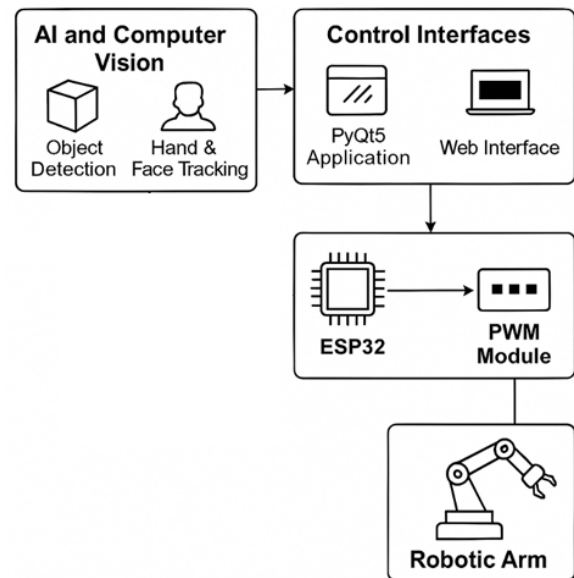 AI and Computer
Vision
Object
Detection
Hand &
Face Tracking
Control Interfaces
PyQt5
Application
Web Interface
ESP32
PWM
Module
Robotic Arm